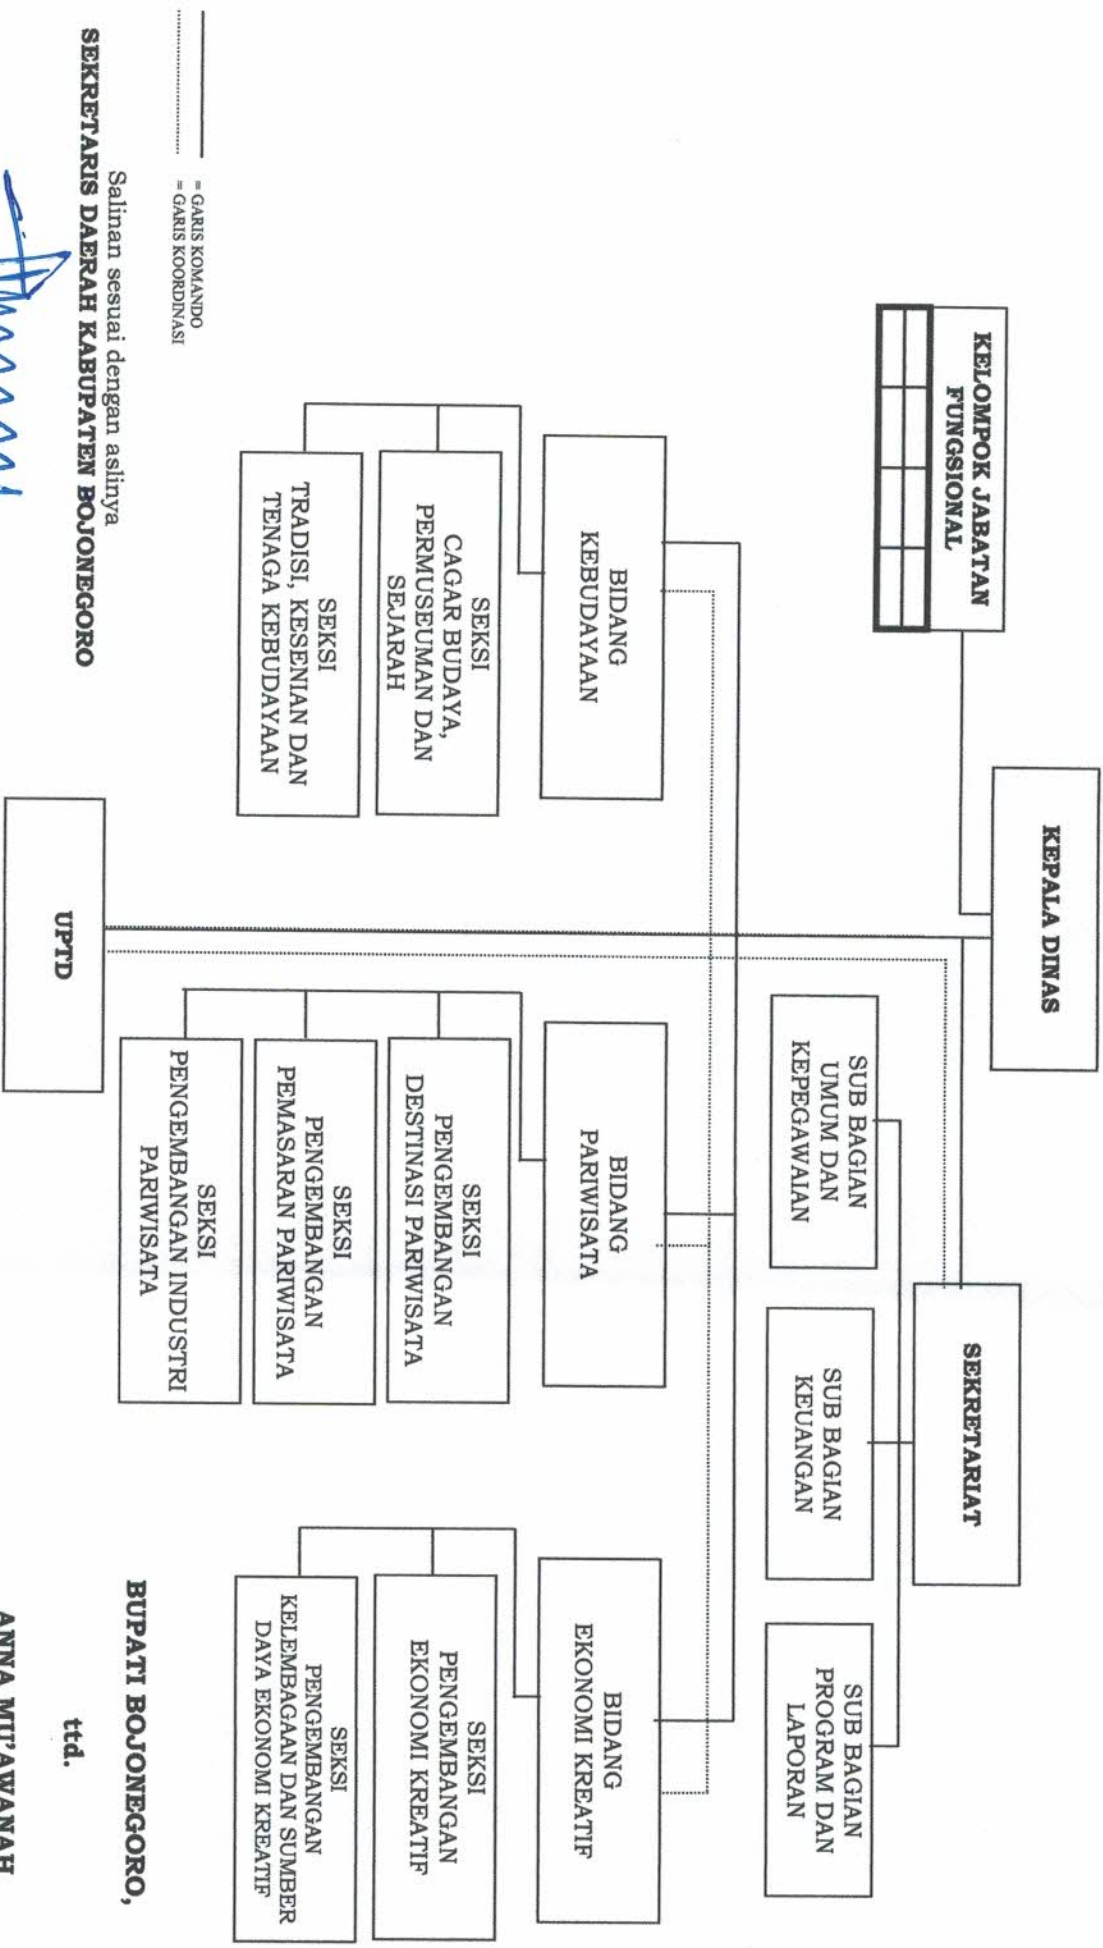 KEPALA DINAS
KELOMPOK JABATAN
FUNGSIONAL
SEKRETARIAT
SUB BAGIAN
UMUM DAN
KEPEGAWAIAN
SUB BAGIAN
KEUANGAN
SUB BAGIAN
PROGRAM DAN
LAPORAN
BIDANG
KEBUDAYAAN
SEKSI
CAGAR BUDAYA,
PERMUSEUMAN DAN
SEJARAH
SEKSI
TRADISI, KESENIAN DAN
TENAGA KEBUDAYAAN
BIDANG
PARIWISATA
SEKSI
PENGEMBANGAN
DESTINASI PARIWISATA
SEKSI
PENGEMBANGAN
PEMASARAN PARIWISATA
SEKSI
PENGEMBANGAN INDUSTRI
PARIWISATA
BIDANG
EKONOMI KREATIF
SEKSI
PENGEMBANGAN
EKONOMI KREATIF
SEKSI
PENGEMBANGAN
KELEMBAGAAN DAN SUMBER
DAYA EKONOMI KREATIF
UPTD
= GARIS KOMANDO
= GARIS KOORDINASI
Salinan sesuai dengan aslinya
SEKRETARIS DAERAH KABUPATEN BOJONEGORO
BUPATI BOJONEGORO,
ttd.
ANNA MU'AWANAH